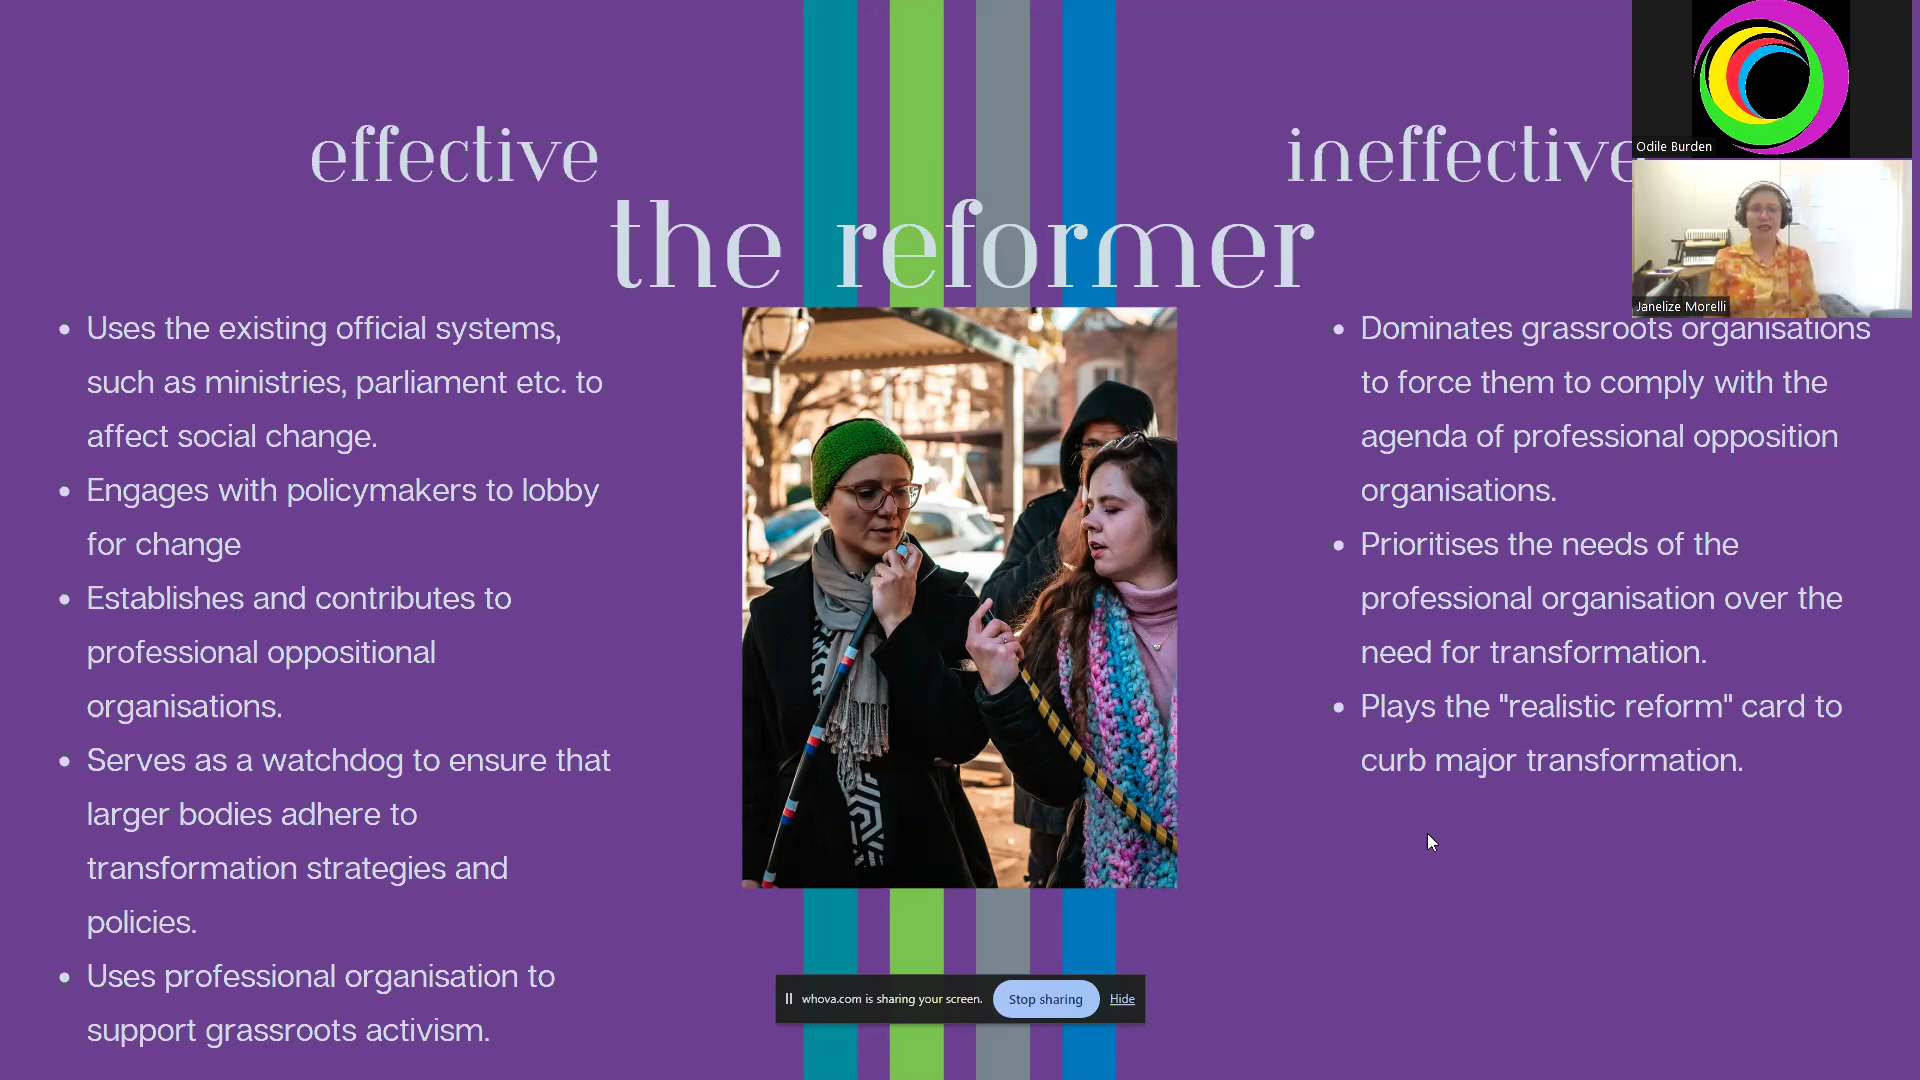 effective
ineffective
the reformer
Uses the existing official systems,
such as ministries, parliament etc. to
affect social change.
Engages with policymakers to lobby
for change
Establishes and contributes to
professional oppositional
organisations.
Serves as a watchdog to ensure that
larger bodies adhere to
transformation strategies and
policies.
Uses professional organisation to
support grassroots activism.
Dominates grassroots organisations
to force them to comply with the
agenda of professional opposition
organisations.
Prioritises the needs of the
professional organisation over the
need for transformation.
Plays the "realistic reform" card to
curb major transformation.
Odile Burden
Janelize Morelli
whova.com is sharing your screen.
Stop sharing
Hide